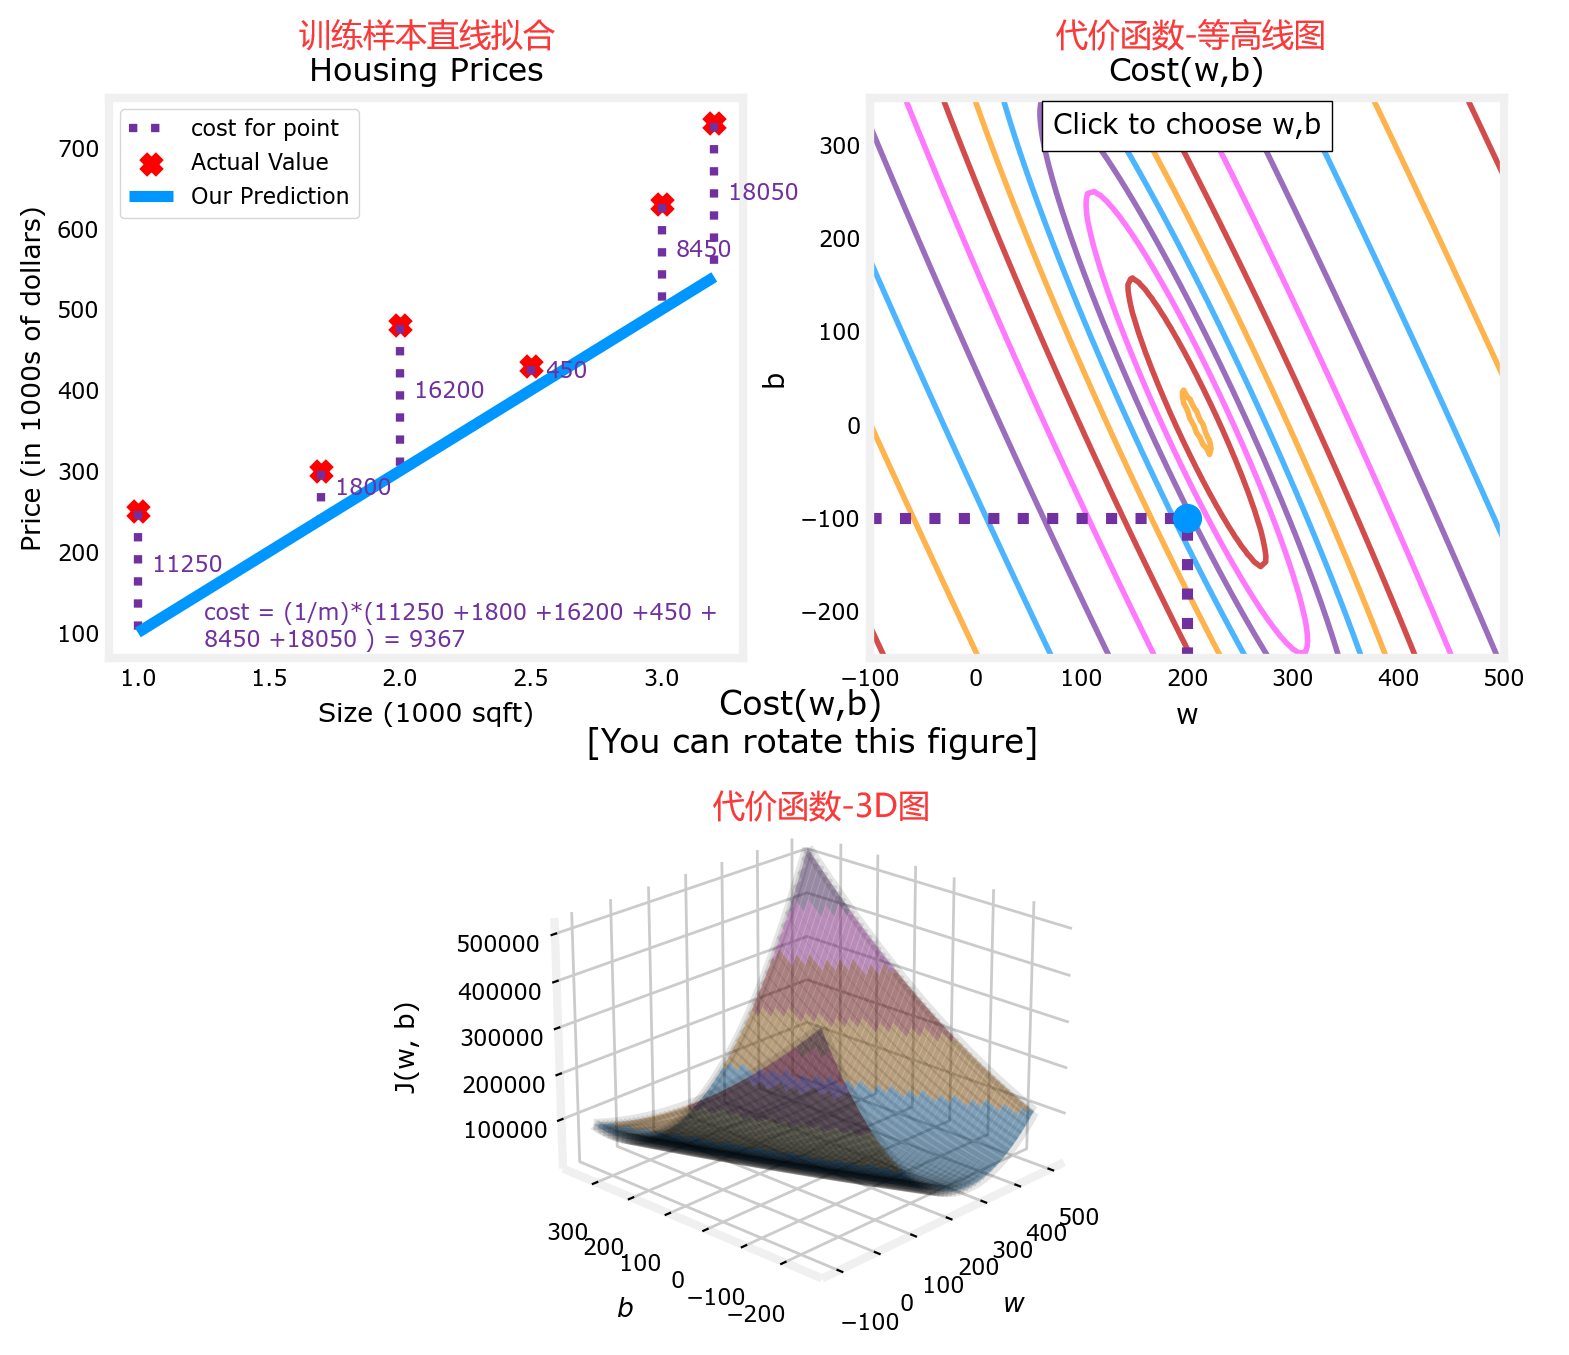 训练样本直线拟合
Housing Prices
cost for point
Actual Value
Our Prediction
700
600
500
400
300
200
100
Price (in 1000s of dollars)
11250
1800
16200
450
8450
18050
cost = (1/m)*(11250 +1800 +16200 +450 +
8450 +18050 ) = 9367
1.0 1.5 2.0 2.5 3.0
Size (1000 sqft)
代价函数-等高线图
Cost(w,b)
Click to choose w,b
300
200
100
0
−100
−200
b
−100 0 100 200 300 400 500
w
Cost(w,b)
[You can rotate this figure]
代价函数-3D图
500000
400000
300000
200000
100000
J(w, b)
300 200 100 0 −100 −200
b
−100 0 100 200 300 400 500
w